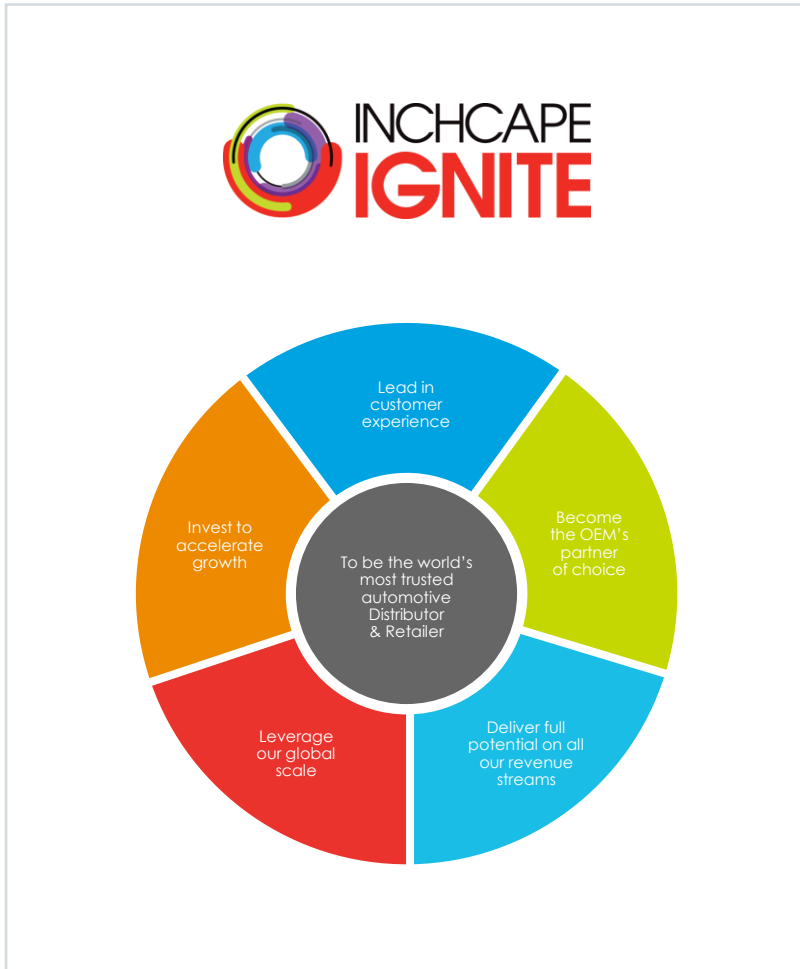 INCHCAPE
IGNITE
Lead in
customer
experience
Become
the OEM's
partner
of choice
Deliver full
potential on all
our revenue
streams
Leverage
our global
scale
Invest to
accelerate
growth
To be the world's
most trusted
automotive
Distributor
& Retailer